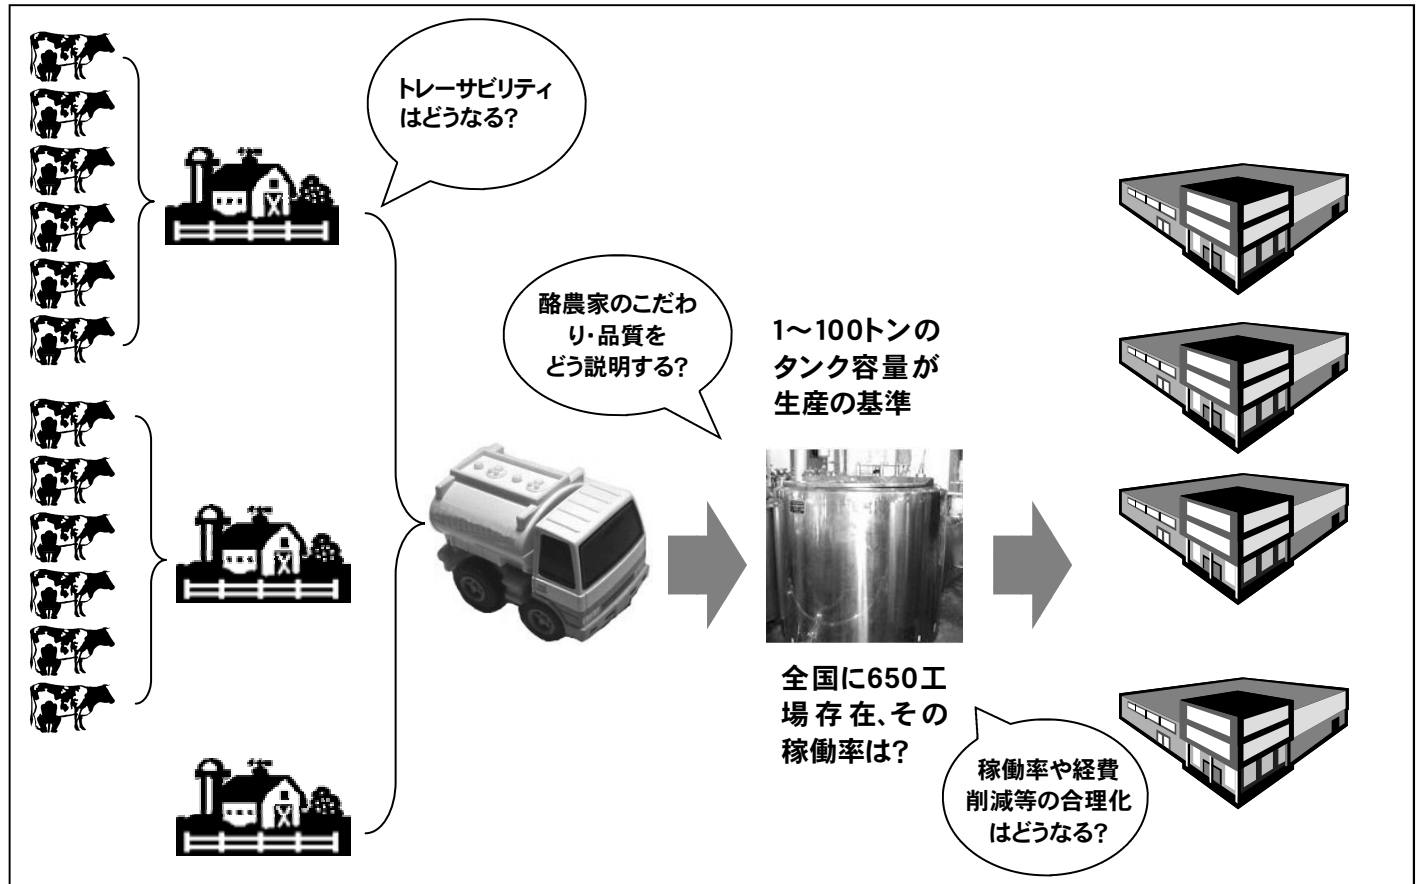 トレーサビリティ
はどうなる?
酪農家のこだわ
り・品質を
どう説明する?
1～100トンの
タンク容量が
生産の基準
全国に650工
場存在、その
稼働率は?
稼働率や経費
削減等の合理化
はどうなる?